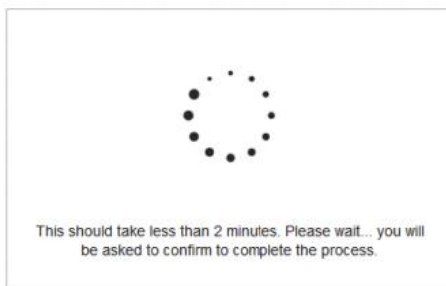 This should take less than 2 minutes. Please wait... you will
be asked to confirm to complete the process.